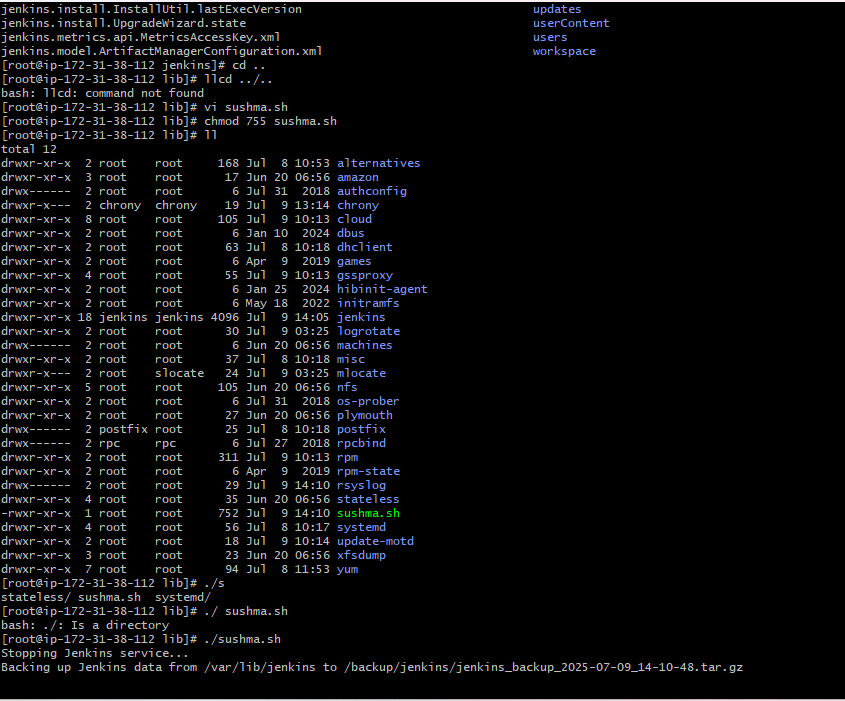 jenkins.install.InstallUtil.lastExecVersion updates
jenkins.install.UpgradeWizard.state userContent
jenkins.metrics.api.MetricsAccessKey.xml users
jenkins.model.ArtifactManagerConfiguration.xml workspace
[root@ip-172-31-38-112 jenkins]# cd ..
[root@ip-172-31-38-112 lib]# llcd ../..
bash: llcd: command not found
[root@ip-172-31-38-112 lib]# vi sushma.sh
[root@ip-172-31-38-112 lib]# chmod 755 sushma.sh
[root@ip-172-31-38-112 lib]# ll
total 12
drwxr-xr-x 2 root root 168 Jul 8 10:53 alternatives
drwxr-xr-x 3 root root 17 Jun 20 06:56 amazon
drwx------ 2 root root 6 Jul 31 2018 authconfig
drwxr-x--- 2 chrony chrony 19 Jul 9 13:14 chrony
drwxr-xr-x 8 root root 105 Jul 9 10:13 cloud
drwxr-xr-x 2 root root 6 Jan 10 2024 dbus
drwxr-xr-x 2 root root 63 Jul 8 10:18 dhclient
drwxr-xr-x 2 root root 6 Apr 9 2019 games
drwxr-xr-x 4 root root 55 Jul 9 10:13 gssproxy
drwxr-xr-x 2 root root 6 Jan 25 2024 hibinit-agent
drwxr-xr-x 2 root root 6 May 18 2022 initramfs
drwxr-xr-x 18 jenkins jenkins 4096 Jul 9 14:05 jenkins
drwxr-xr-x 2 root root 30 Jul 9 03:25 logrotate
drwx------ 2 root root 6 Jun 20 06:56 machines
drwxr-xr-x 2 root root 37 Jul 8 10:18 misc
drwxr-x--- 2 root slocate 24 Jul 9 03:25 mlocate
drwxr-xr-x 5 root root 105 Jun 20 06:56 nfs
drwxr-xr-x 2 root root 6 Jul 31 2018 os-prober
drwxr-xr-x 2 root root 27 Jun 20 06:56 plymouth
drwx------ 2 postfix root 25 Jul 8 10:18 postfix
drwx------ 2 rpc rpc 6 Jul 27 2018 rpcbind
drwxr-xr-x 2 root root 311 Jul 9 10:13 rpm
drwxr-xr-x 2 root root 6 Apr 9 2019 rpm-state
drwx------ 2 root root 29 Jul 9 14:10 rsyslog
drwxr-xr-x 4 root root 35 Jun 20 06:56 stateless
-rwxr-xr-x 1 root root 752 Jul 9 14:10 sushma.sh
drwxr-xr-x 4 root root 56 Jul 8 10:17 systemd
drwxr-xr-x 2 root root 18 Jul 9 10:14 update-motd
drwxr-xr-x 3 root root 23 Jun 20 06:56 xfsdump
drwxr-xr-x 7 root root 94 Jul 8 11:53 yum
[root@ip-172-31-38-112 lib]# ./s
stateless/ sushma.sh systemd/
[root@ip-172-31-38-112 lib]# ./ sushma.sh
bash: ./: Is a directory
[root@ip-172-31-38-112 lib]# ./sushma.sh
Stopping Jenkins service...
Backing up Jenkins data from /var/lib/jenkins to /backup/jenkins/jenkins_backup_2025-07-09_14-10-48.tar.gz